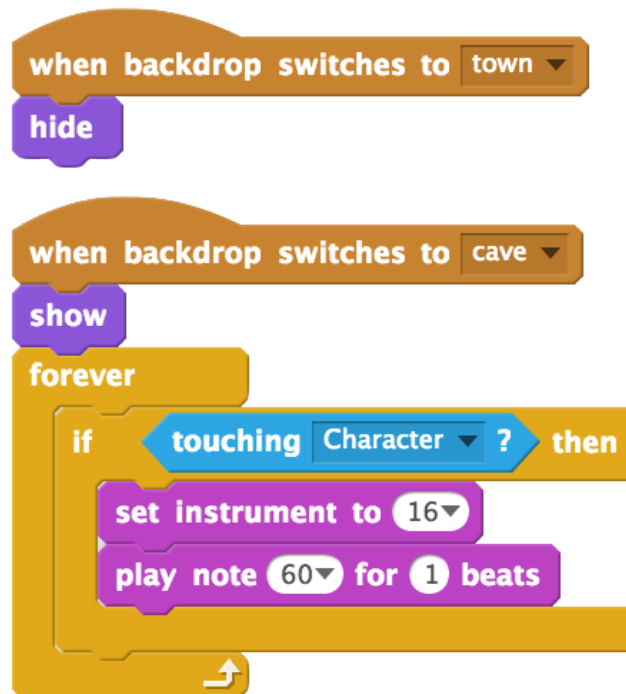 when backdrop switches to town
hide
when backdrop switches to cave
show
forever
if touching Character ? then
set instrument to 16
play note 60 for 1 beats